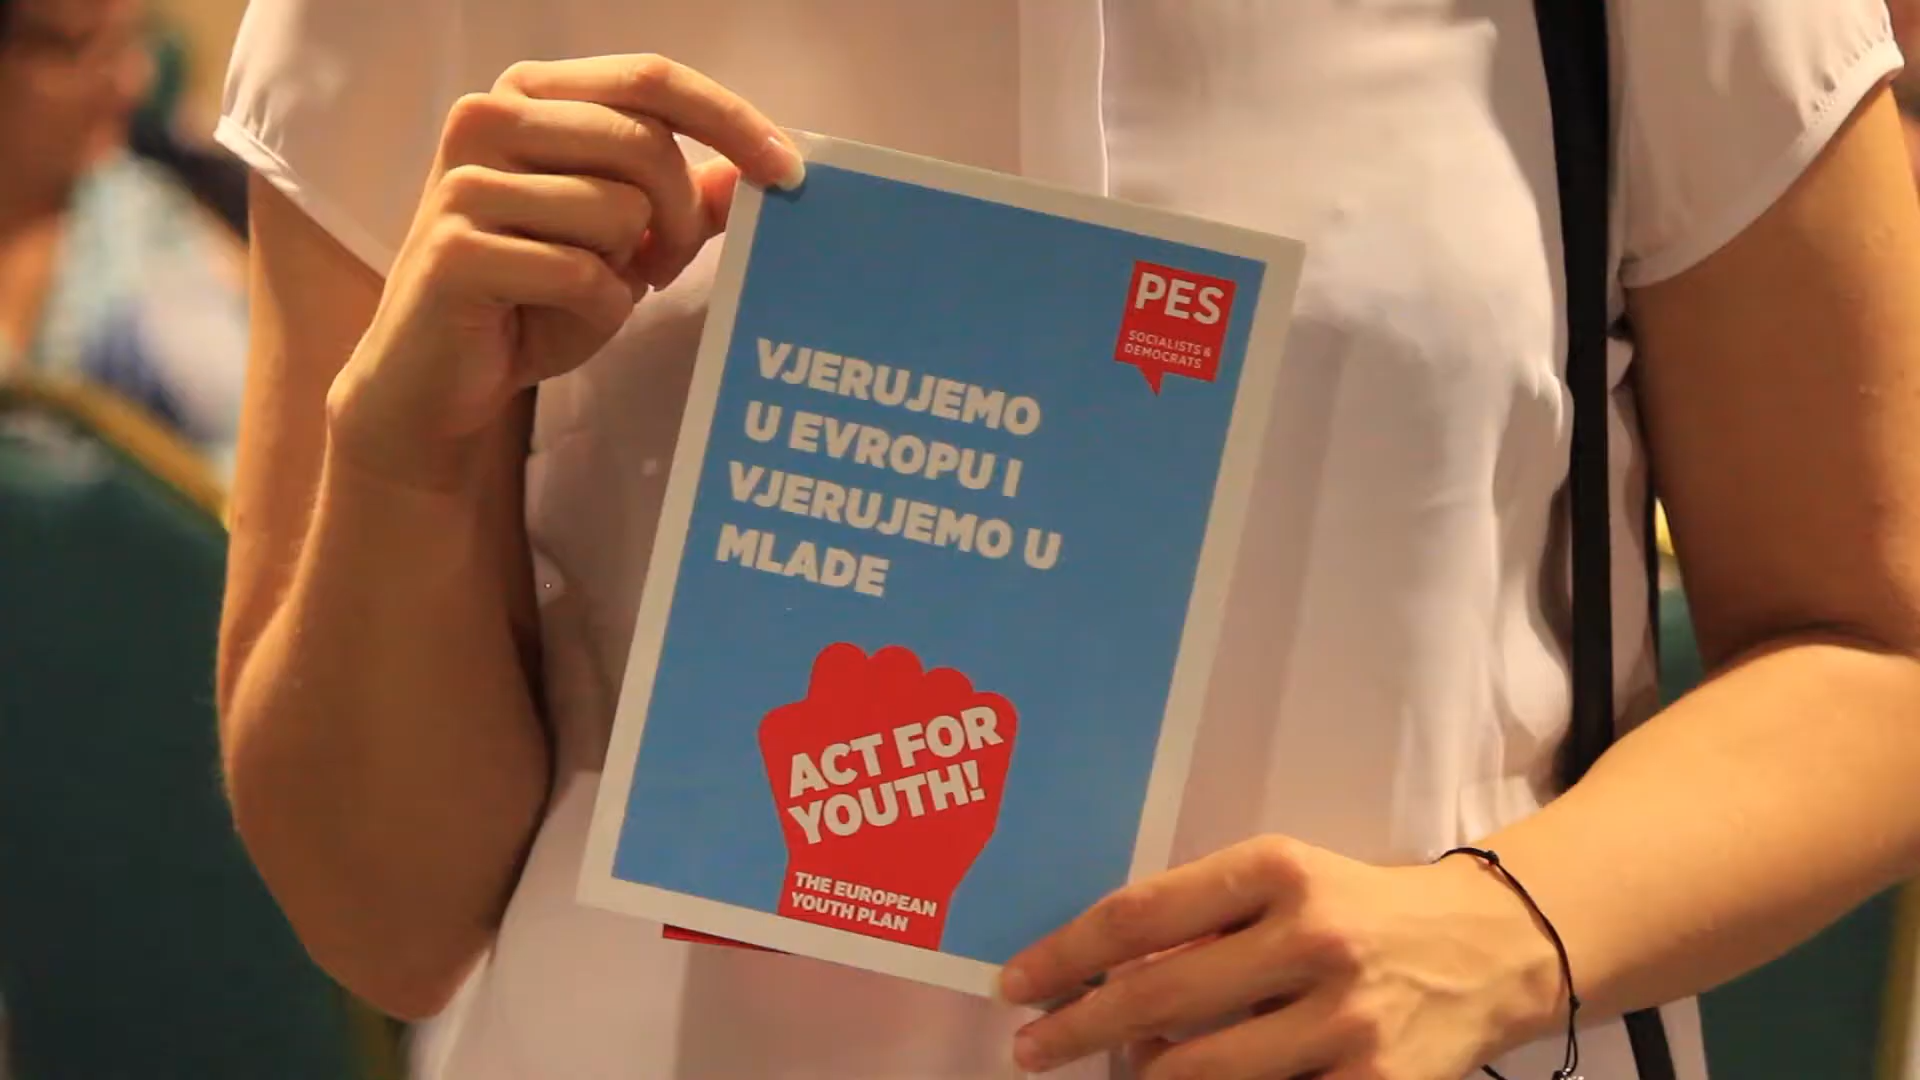 PES
SOCIALISTS &
DEMOCRATS
VJERUJEMO
U EVROPU I
VJERUJEMO U
MLADE
ACT FOR
YOUTH!
THE EUROPEAN
YOUTH PLAN